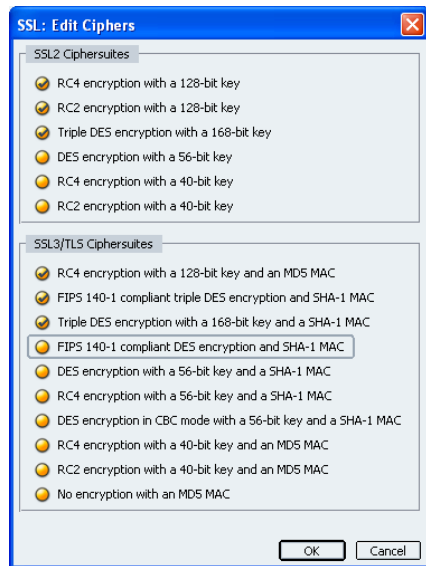 SSL: Edit Ciphers
SSL2 Ciphersuites
RC4 encryption with a 128-bit key
RC2 encryption with a 128-bit key
Triple DES encryption with a 168-bit key
DES encryption with a 56-bit key
RC4 encryption with a 40-bit key
RC2 encryption with a 40-bit key
SSL3/TLS Ciphersuites
RC4 encryption with a 128-bit key and an MD5 MAC
FIPS 140-1 compliant triple DES encryption and SHA-1 MAC
Triple DES encryption with a 168-bit key and a SHA-1 MAC
FIPS 140-1 compliant DES encryption and SHA-1 MAC
DES encryption with a 56-bit key and a SHA-1 MAC
RC4 encryption with a 56-bit key and a SHA-1 MAC
DES encryption in CBC mode with a 56-bit key and a SHA-1 MAC
RC4 encryption with a 40-bit key and an MD5 MAC
RC2 encryption with a 40-bit key and an MD5 MAC
No encryption with an MD5 MAC
OK Cancel